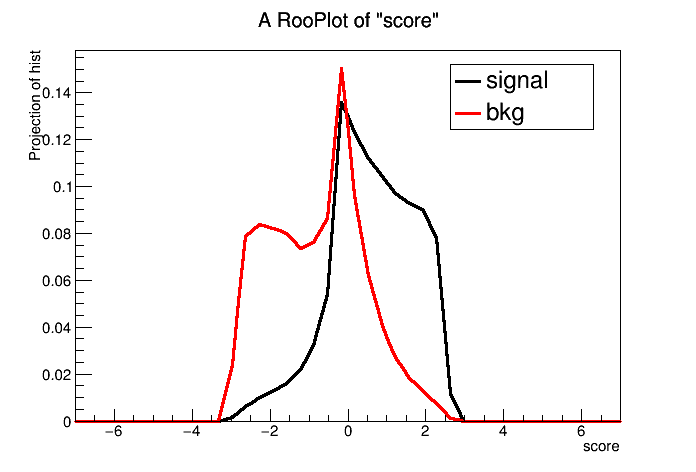 A RooPlot of "score"
Projection of hist
signal
bkg
0.14
0.12
0.1
0.08
0.06
0.04
0.02
0
−6 −4 −2 0 2 4 6
score